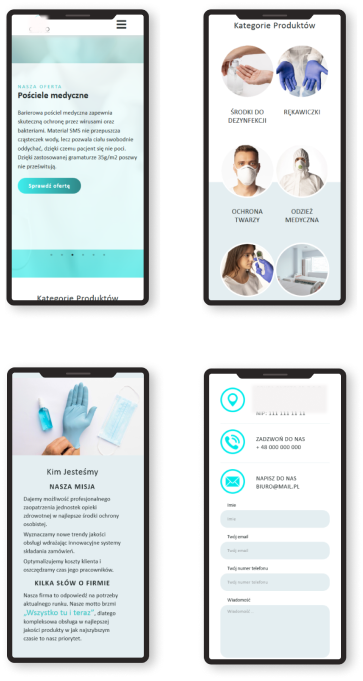 NASZA OFERTA
Pościele medyczne
Barierowa pościel medyczna zapewnia
skuteczną ochronę przez wirusami oraz
bakteriami. Materiał SMS nie przepuszcza
cząsteczek wody, lecz pozwala ciału swobodnie
oddychać, dzięki czemu pacjent się nie poci.
Dzięki zastosowanej gramaturze 35g/m2 poszwy
nie prześwitują.
Sprawdź ofertę
Kategorie Produktów
Kategorie Produktów
ŚRODKI DO
DEZYNFEKCJI
RĘKAWICZKI
OCHRONA
TWARZY
ODZIEŻ
MEDYCZNA
Kim Jesteśmy
NASZA MISJA
Dajemy możliwość profesjonalnego
zaopatrzenia jednostek opieki
zdrowotnej w najlepsze środki ochrony
osobistej.
Wyznaczamy nowe trendy jakości
obsługi wdrażając innowacyjne systemy
składania zamówień.
Optymalizujemy koszty klienta i
oszczędzamy czas jego pracowników.
KILKA SŁÓW O FIRMIE
Nasza firma to odpowiedź na potrzeby
aktualnego rynku. Nasze motto brzmi
„Wszystko tu i teraz”, dlatego
kompleksowa obsługa w najlepszej
jakości produkty w jak najszybszym
czasie to nasz priorytet.
ZADZWOŃ DO NAS
+ 48 000 000 000
NAPISZ DO NAS
BIURO@MAIL.PL
Imie
Imie
Twój email
Twój email
Twój numer telefonu
Twój numer telefonu
Wiadomość
Wiadomość